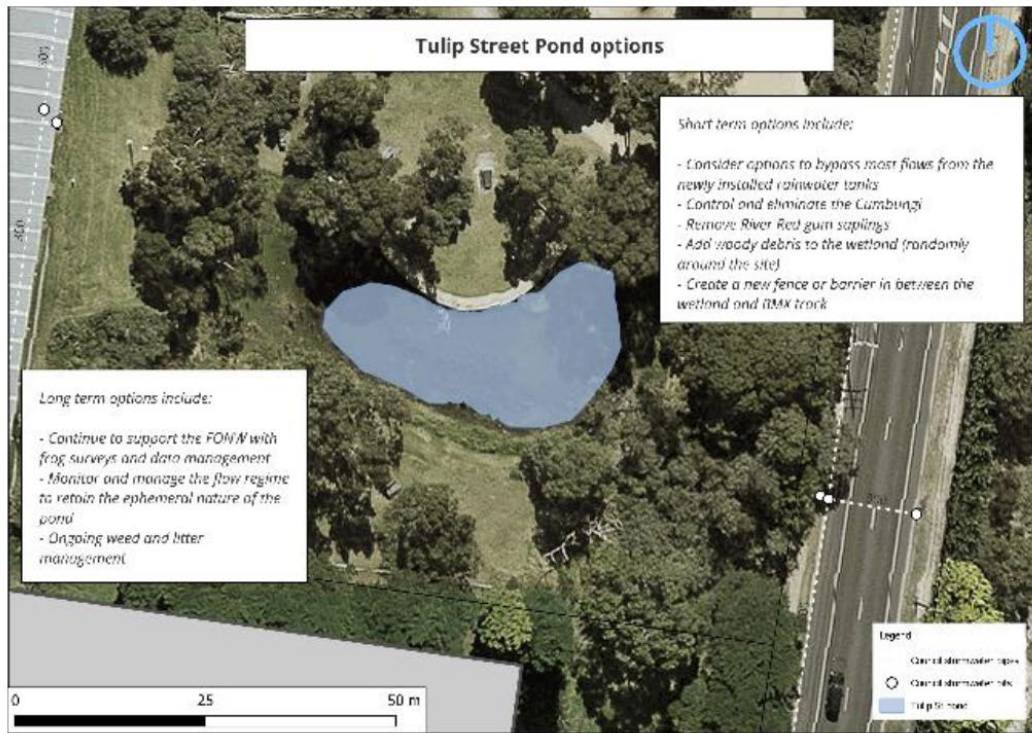 Tulip Street Pond options
Short term options include:
- Consider options to bypass most flows from the
newly installed rainwater tanks
- Control and eliminate the Cumbungi
- Remove River Red gum saplings
- Add woody debris to the wetland (randomly
around the site)
- Create a new fence or barrier in between the
wetland and BMX track
Long term options include:
- Continue to support the with
frog surveys and data management
- Monitor and manage the flow regime
to retain the ephemeral nature of the
pond
- Ongoing weed and litter
management
Legend
Council stormwater pipes
Council stormwater pits
Tulip St Pond
0 25 50 m